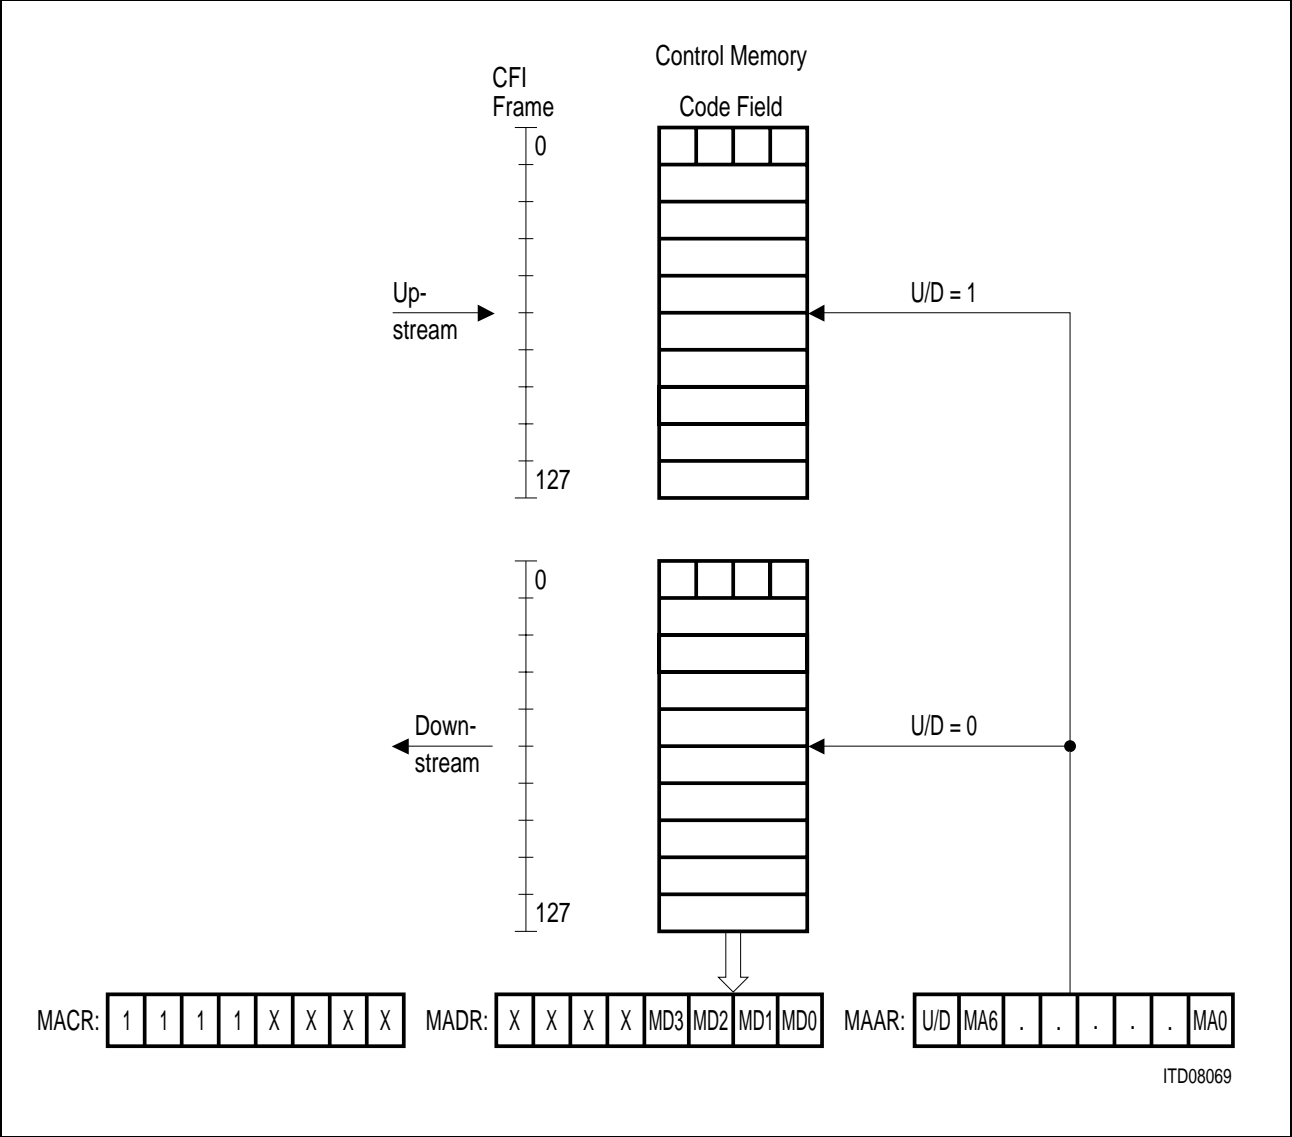 Control Memory
CFI
Frame
Code Field
0
Up-
stream
U/D = 1
127
0
Down-
stream
U/D = 0
127
MACR: 1 1 1 1 X X X X
MADR: X X X X MD3 MD2 MD1 MD0
MAAR: U/D MA6 . . . . . MA0
ITD08069